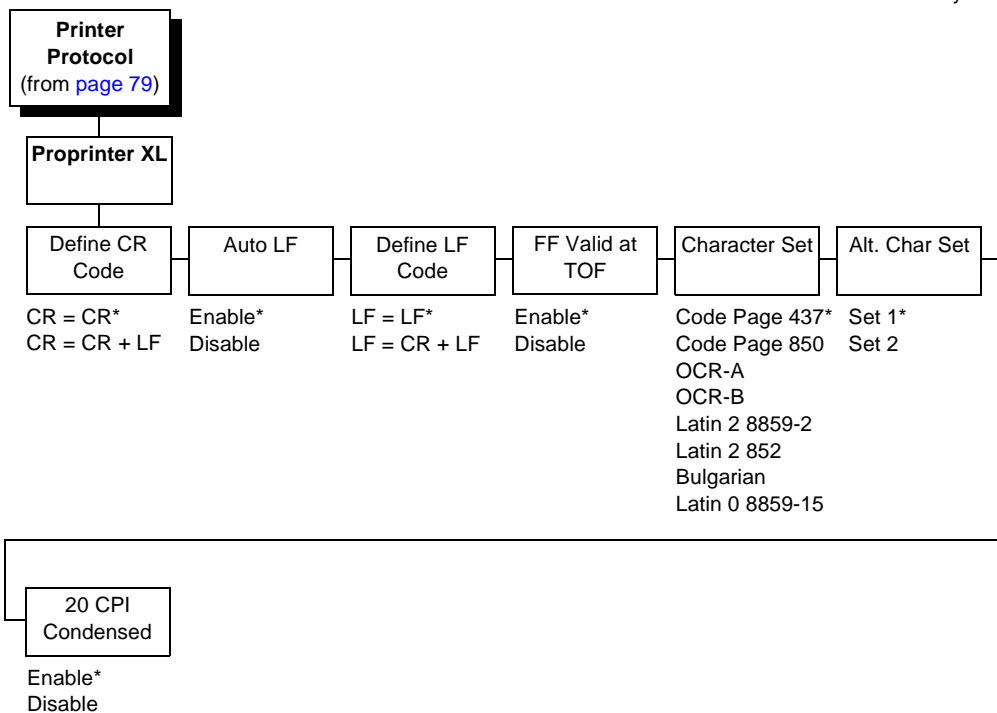 Printer
Protocol
(from page 79)
Proprinter XL
Define CR
Code
CR = CR*
CR = CR + LF
Auto LF
Enable*
Disable
Define LF
Code
LF = LF*
LF = CR + LF
FF Valid at
TOF
Enable*
Disable
Character Set
Code Page 437*
Code Page 850
OCR-A
OCR-B
Latin 2 8859-2
Latin 2 852
Bulgarian
Latin 0 8859-15
Alt. Char Set
Set 1*
Set 2
20 CPI
Condensed
Enable*
Disable